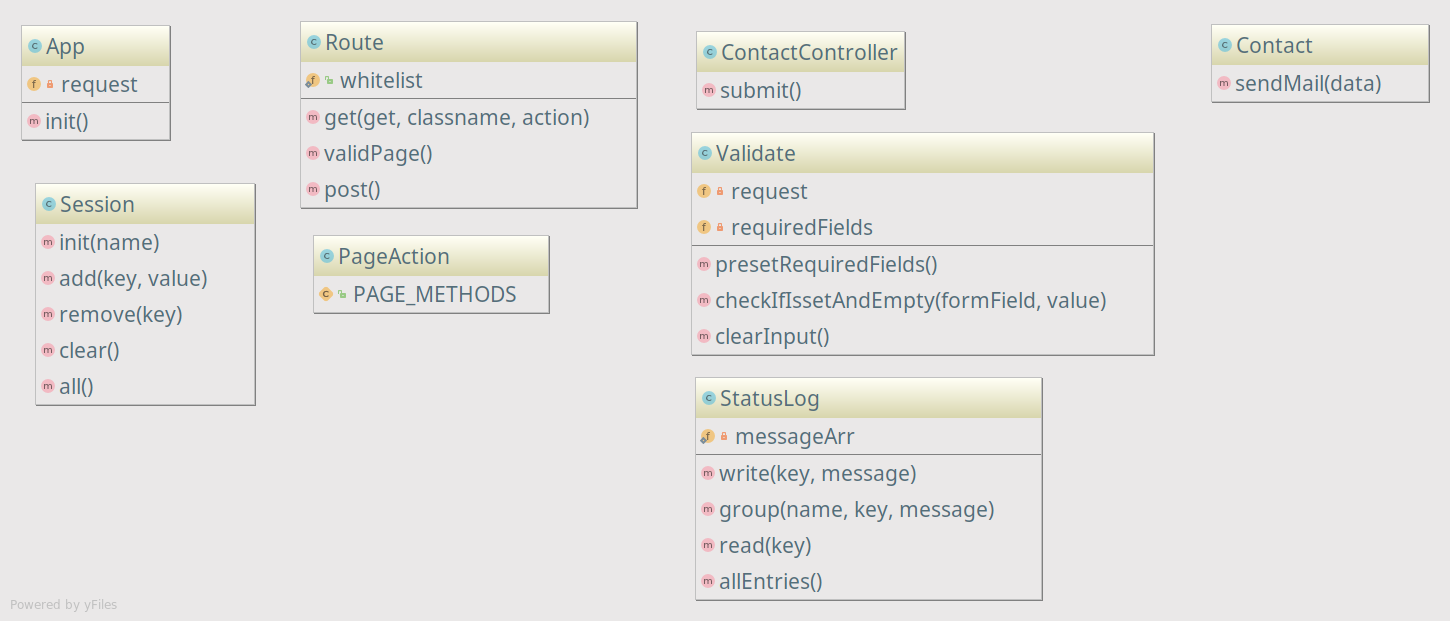 App
request
init()
Session
init(name)
add(key, value)
remove(key)
clear()
all()
Route
whitelist
get(get, classname, action)
validPage()
post()
PageAction
PAGE_METHODS
ContactController
submit()
Validate
request
requiredFields
presetRequiredFields()
checkIfIssetAndEmpty(formField, value)
clearInput()
StatusLog
messageArr
write(key, message)
group(name, key, message)
read(key)
allEntries()
Contact
sendMail(data)
Powered by yFiles